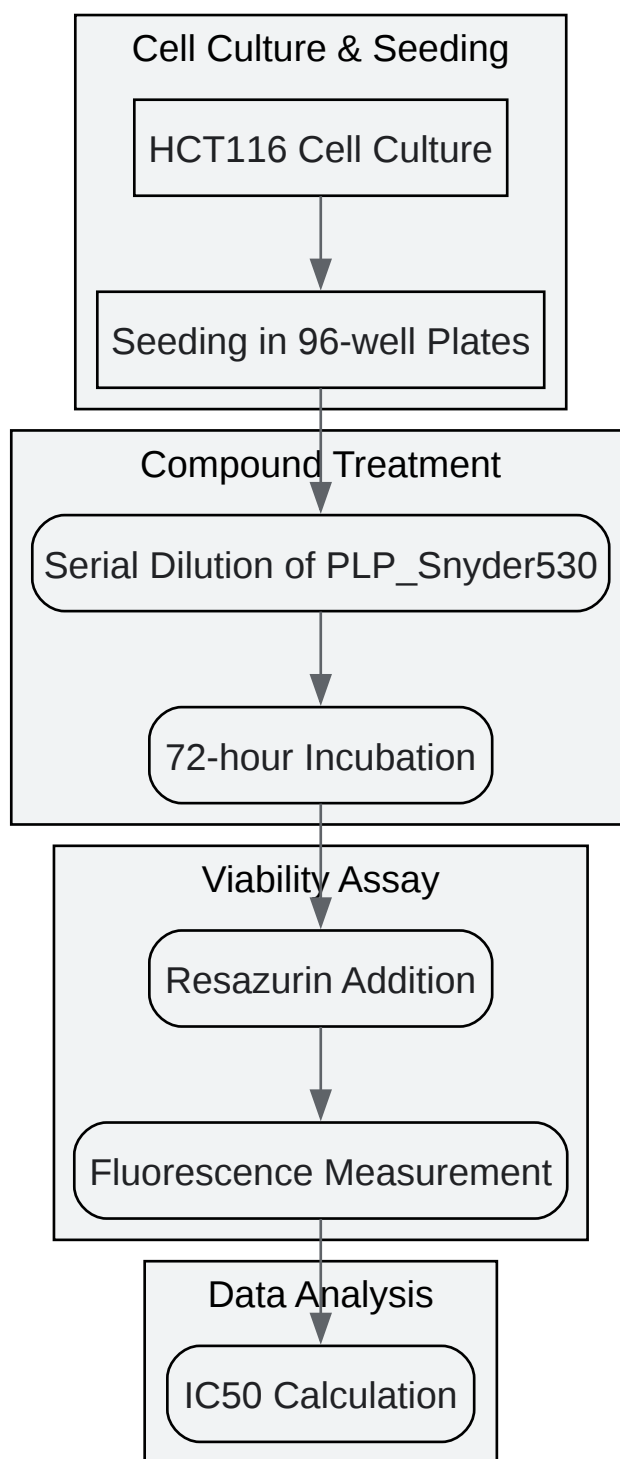 Cell Culture & Seeding
HCT116 Cell Culture
Seeding in 96-well Plates
Compound Treatment
Serial Dilution of PLP_Snyder530
72-hour Incubation
Viability Assay
Resazurin Addition
Fluorescence Measurement
Data Analysis
IC50 Calculation